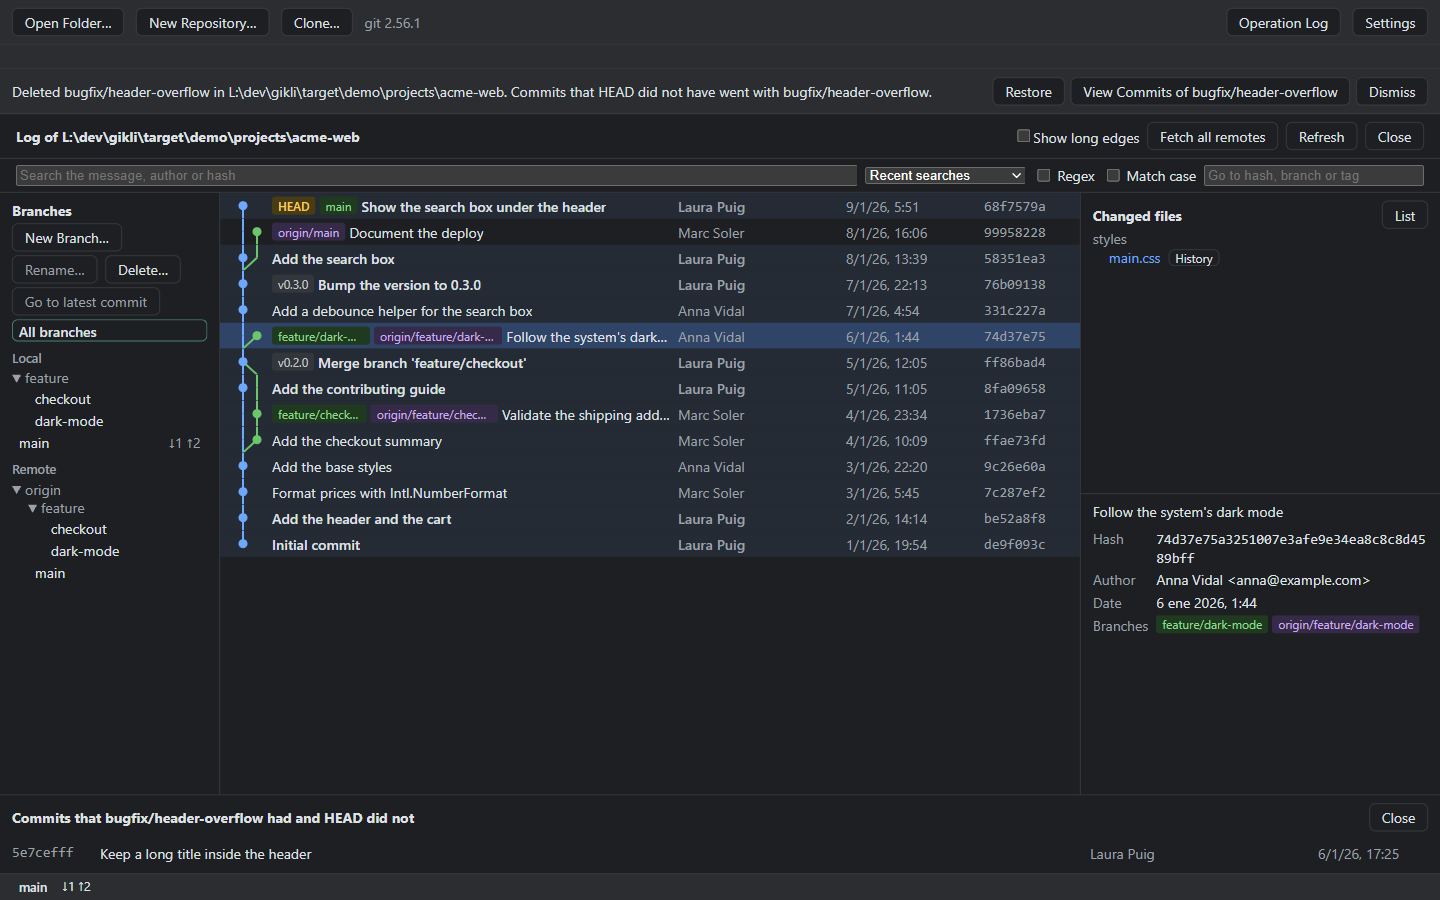 Open Folder... New Repository... Clone... git 2.56.1 Operation Log Settings
Deleted bugfix/header-overflow in L:\dev\gikli\target\demo\projects\acme-web. Commits that HEAD did not have went with bugfix/header-overflow. Restore View Commits of bugfix/header-overflow Dismiss
Log of L:\dev\gikli\target\demo\projects\acme-web Show long edges Fetch all remotes Refresh Close
Search the message, author or hash Recent searches Regex Match case Go to hash, branch or tag
Branches
New Branch...
Rename... Delete...
Go to latest commit
All branches
Local
feature
checkout
dark-mode
main ↓1 ↑2
Remote
origin
feature
checkout
dark-mode
main
HEAD main Show the search box under the header Laura Puig 9/1/26, 5:51 68f7579a
origin/main Document the deploy Marc Soler 8/1/26, 16:06 99958228
Add the search box Laura Puig 8/1/26, 13:39 58351ea3
v0.3.0 Bump the version to 0.3.0 Laura Puig 7/1/26, 22:13 76b09138
Add a debounce helper for the search box Anna Vidal 7/1/26, 4:54 331c227a
feature/dark-... origin/feature/dark-... Follow the system's dark... Anna Vidal 6/1/26, 1:44 74d37e75
v0.2.0 Merge branch 'feature/checkout' Laura Puig 5/1/26, 12:05 ff86bad4
Add the contributing guide Laura Puig 5/1/26, 11:05 8fa09658
feature/check... origin/feature/chec... Validate the shipping add... Marc Soler 4/1/26, 23:34 1736eba7
Add the checkout summary Marc Soler 4/1/26, 10:09 ffae73fd
Add the base styles Anna Vidal 3/1/26, 22:20 9c26e60a
Format prices with Intl.NumberFormat Marc Soler 3/1/26, 5:45 7c287ef2
Add the header and the cart Laura Puig 2/1/26, 14:14 be52a8f8
Initial commit Laura Puig 1/1/26, 19:54 de9f093c
Changed files List
styles
main.css History
Follow the system's dark mode
Hash 74d37e75a3251007e3afe9e34ea8c8c8d45
89bff
Author Anna Vidal <anna@example.com>
Date 6 ene 2026, 1:44
Branches feature/dark-mode origin/feature/dark-mode
Commits that bugfix/header-overflow had and HEAD did not Close
5e7cefff Keep a long title inside the header Laura Puig 6/1/26, 17:25
main ↓1 ↑2